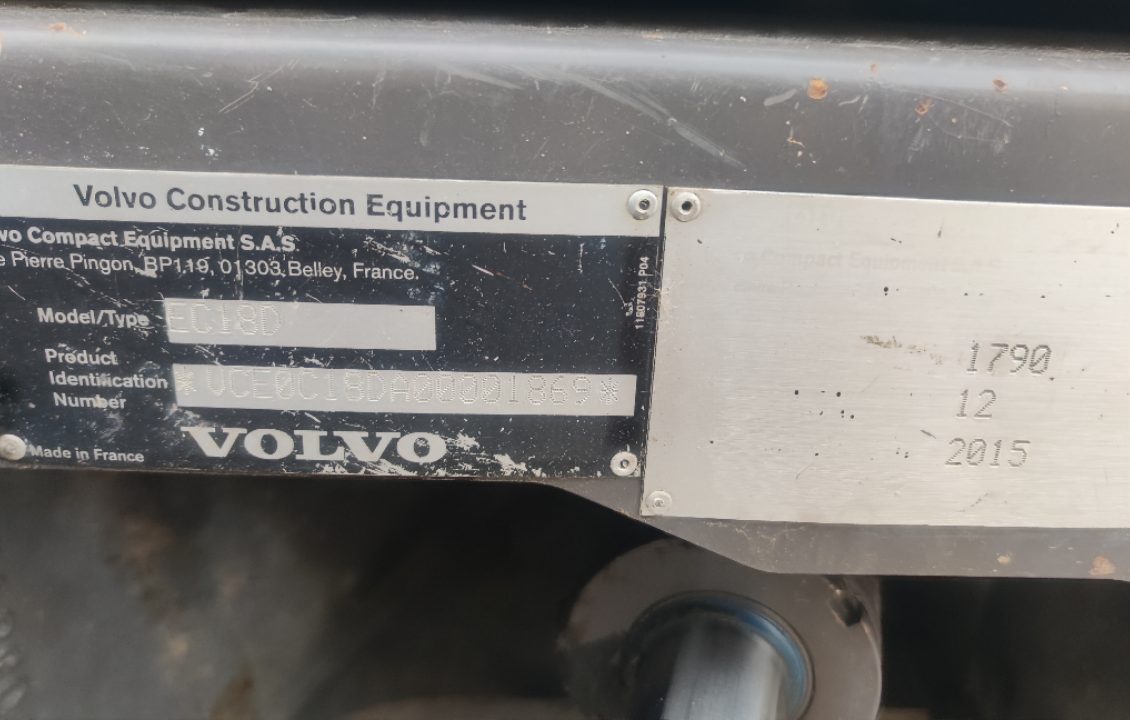 Volvo Construction Equipment
vo Compact Equipment S.A.S.
e Pierre Pingon, BP119, 01303 Belley, France.
Model/Type EC18D
Product
Identification *VCE0C18DA00001869*
Number
VOLVO
Made in France
11807931 P04
1790
12
2015